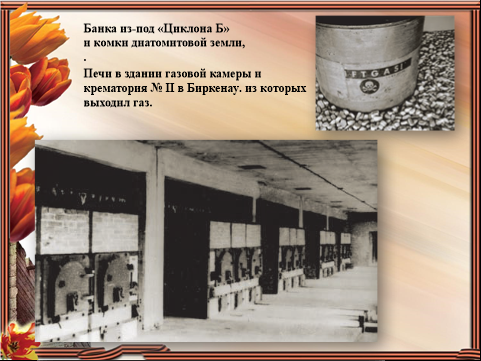 Банка из-под «Циклона Б»
и комки диатомитовой земли,
.
Печи в здании газовой камеры и
крематория № II в Биркенау. из которых
выходил газ.
FTGAS!